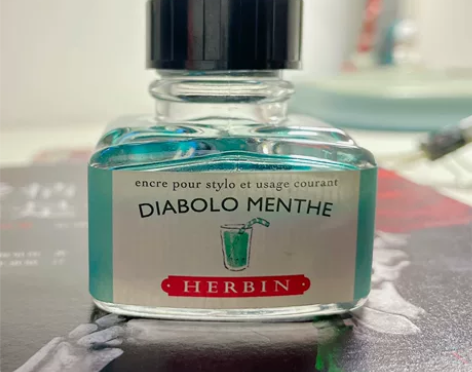 encre pour stylo et usage courant
DIABOLO MENTHE
HERBIN